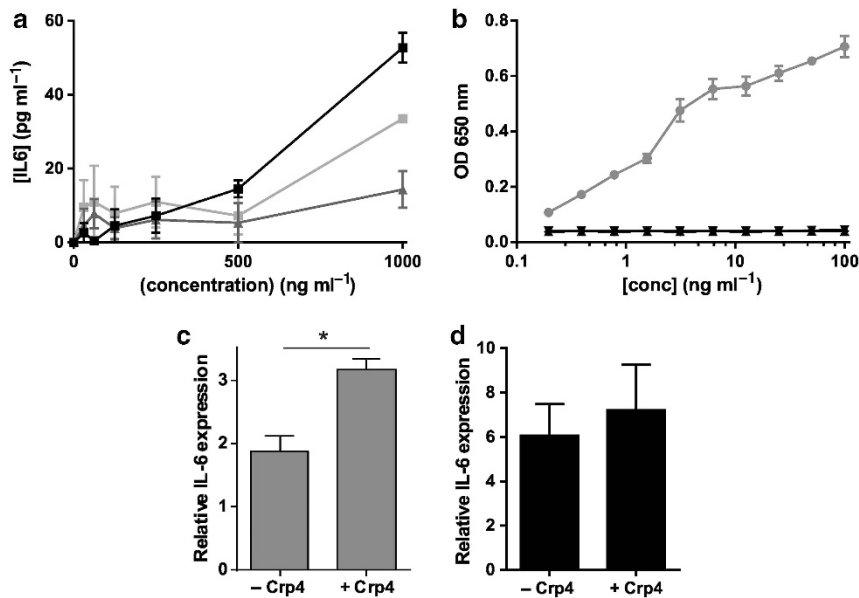 a
[IL6] (pg ml⁻¹)
60
40
20
0
0
500
1000
(concentration) (ng ml⁻¹)
b
OD 650 nm
0.8
0.6
0.4
0.2
0.0
0.1
1
10
100
[conc] (ng ml⁻¹)
c
Relative IL-6 expression
3
2
1
0
*
– Crp4
+ Crp4
d
Relative IL-6 expression
10
8
6
4
2
0
– Crp4
+ Crp4